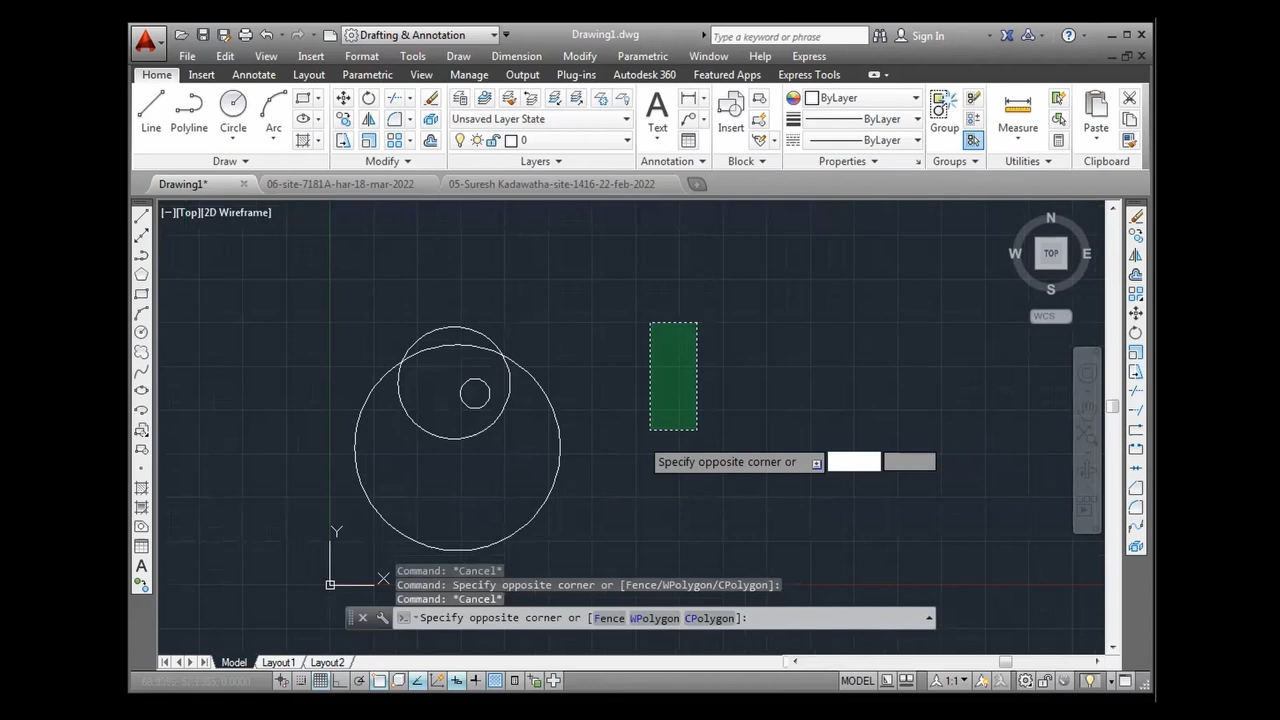 Drafting & Annotation
Drawing1.dwg
Type a keyword or phrase
Sign In
File Edit View Insert Format Tools Draw Dimension Modify Parametric Window Help Express
Home Insert Annotate Layout Parametric View Manage Output Plug-ins Autodesk 360 Featured Apps Express Tools
Line Polyline Circle Arc
Unsaved Layer State
0
Text
Insert
ByLayer
ByLayer
ByLayer
Group
Measure
Paste
Draw Modify Layers Annotation Block Properties Groups Utilities Clipboard
Drawing1* 06-site-7181A-har-18-mar-2022 05-Suresh Kadawatha-site-1416-22-feb-2022
[−][Top][2D Wireframe]
N
W TOP E
S
WCS
Specify opposite corner or
Y
X
Command: *Cancel*
Command: Specify opposite corner or [Fence/WPolygon/CPolygon]:
Command: *Cancel*
Specify opposite corner or [Fence WPolygon CPolygon]:
Model Layout1 Layout2
MODEL 1:1